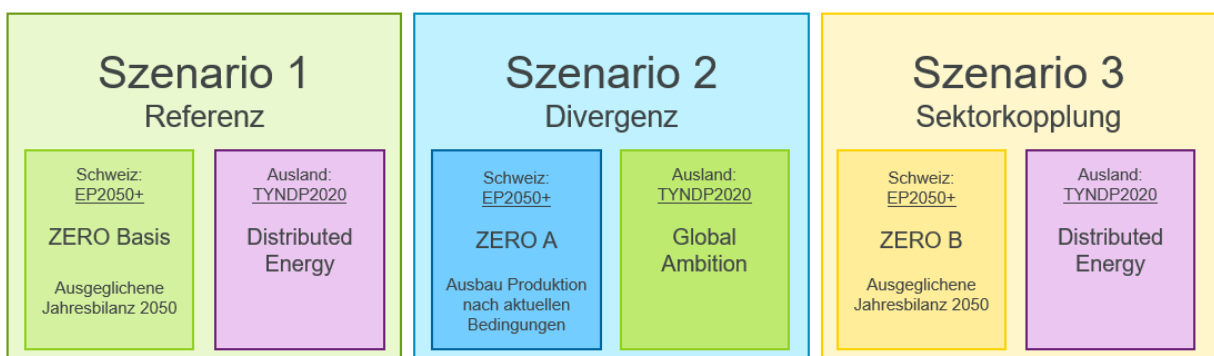 Szenario 1
Referenz
Schweiz:
EP2050+
ZERO Basis
Ausgeglichene
Jahresbilanz 2050
Ausland:
TYNDP2020
Distributed
Energy
Szenario 2
Divergenz
Schweiz:
EP2050+
ZERO A
Ausbau Produktion
nach aktuellen
Bedingungen
Ausland:
TYNDP2020
Global
Ambition
Szenario 3
Sektorkopplung
Schweiz:
EP2050+
ZERO B
Ausgeglichene
Jahresbilanz 2050
Ausland:
TYNDP2020
Distributed
Energy